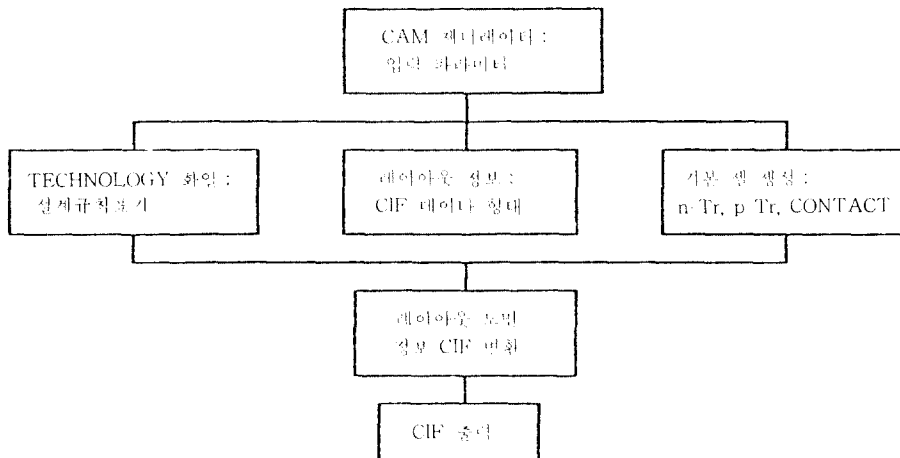 CAM 제너레이터 :
입력 파라미터
TECHNOLOGY 화일 :
설계규칙표기
레이아웃 정보 :
CIF 데이타 형태
기본 셀 생성 :
n-Tr, p Tr, CONTACT
레이아웃 도면
정보 CIF 변환
CIF 출력